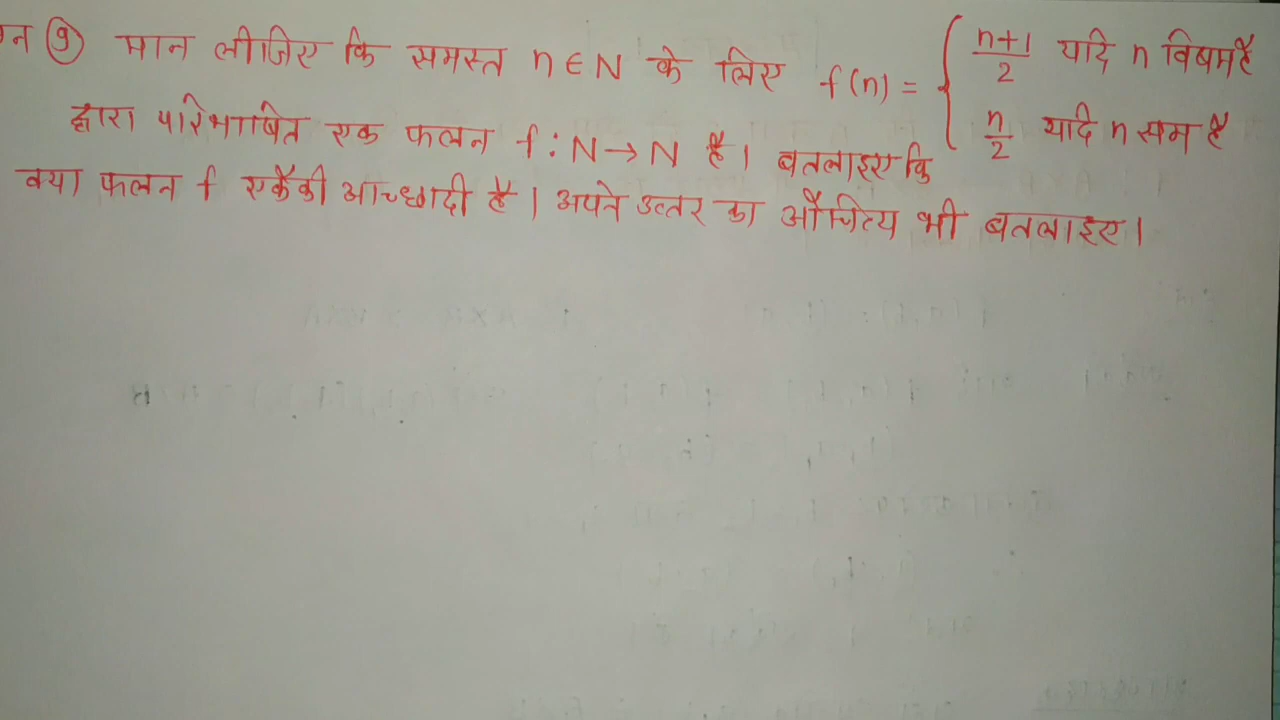 न ⑨ मान लीजिए कि समस्त n ∈ N के लिए f(n) = { n+1/2 यदि n विषम है
n/2 यदि n सम है
द्वारा परिभाषित एक फलन f : N → N है । बतलाइए कि
क्या फलन f एकैकी आच्छादी है । अपने उत्तर का औचित्य भी बतलाइए ।